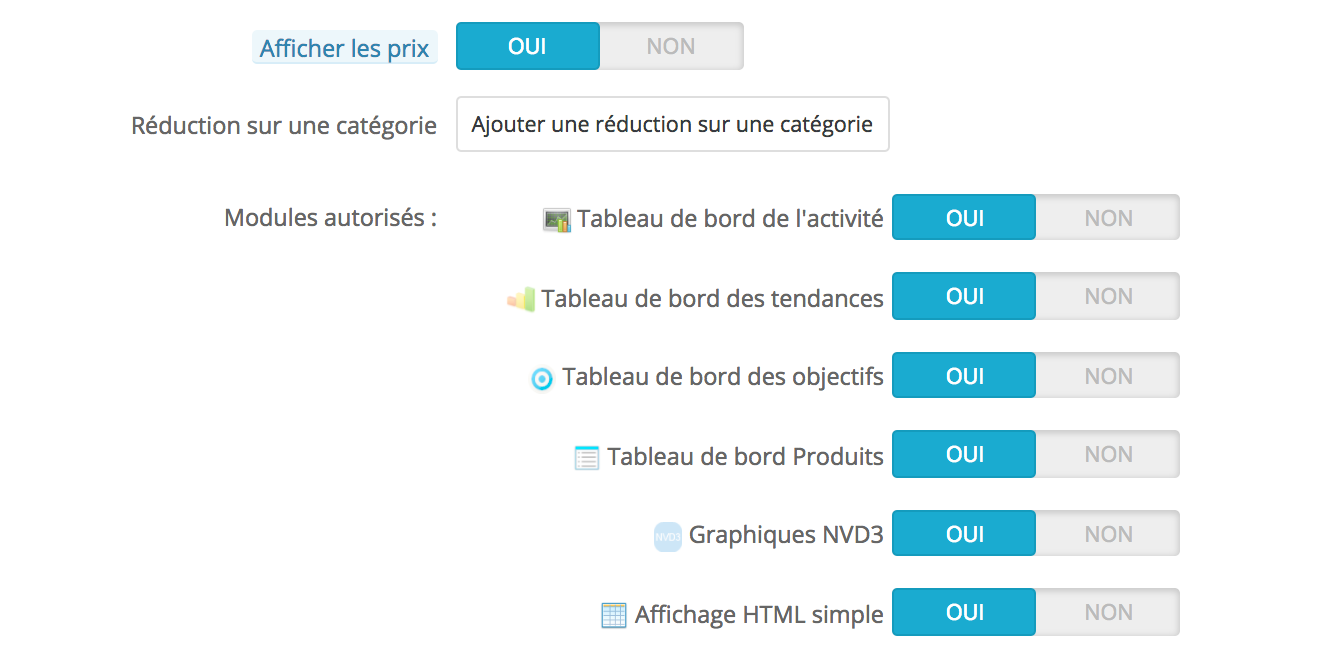 Afficher les prix OUI NON
Réduction sur une catégorie Ajouter une réduction sur une catégorie
Modules autorisés : Tableau de bord de l'activité OUI NON
Tableau de bord des tendances OUI NON
Tableau de bord des objectifs OUI NON
Tableau de bord Produits OUI NON
NVD3 Graphiques NVD3 OUI NON
Affichage HTML simple OUI NON